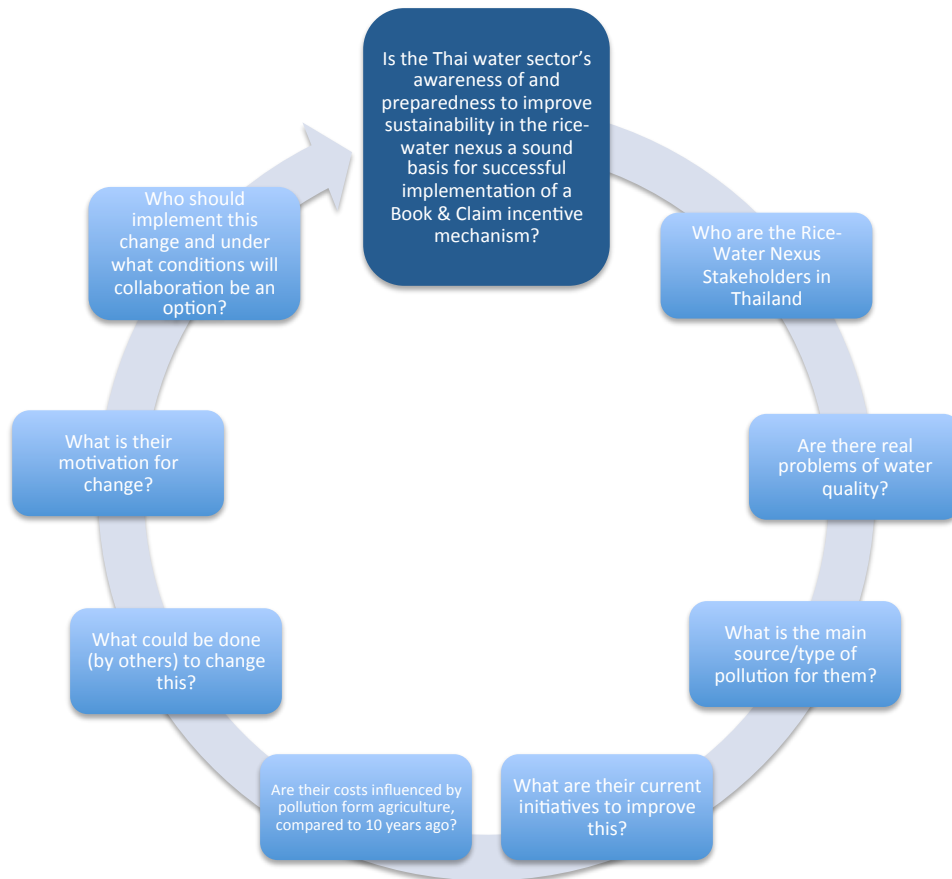 Is the Thai water sector's
awareness of and
preparedness to improve
sustainability in the rice-
water nexus a sound
basis for successful
implementation of a
Book & Claim incentive
mechanism?
Who are the Rice-
Water Nexus
Stakeholders in
Thailand
Are there real
problems of water
quality?
What is the main
source/type of
pollution for them?
What are their current
initiatives to improve
this?
Are their costs influenced by
pollution form agriculture,
compared to 10 years ago?
What could be done
(by others) to change
this?
What is their
motivation for
change?
Who should
implement this
change and under
what conditions will
collaboration be an
option?